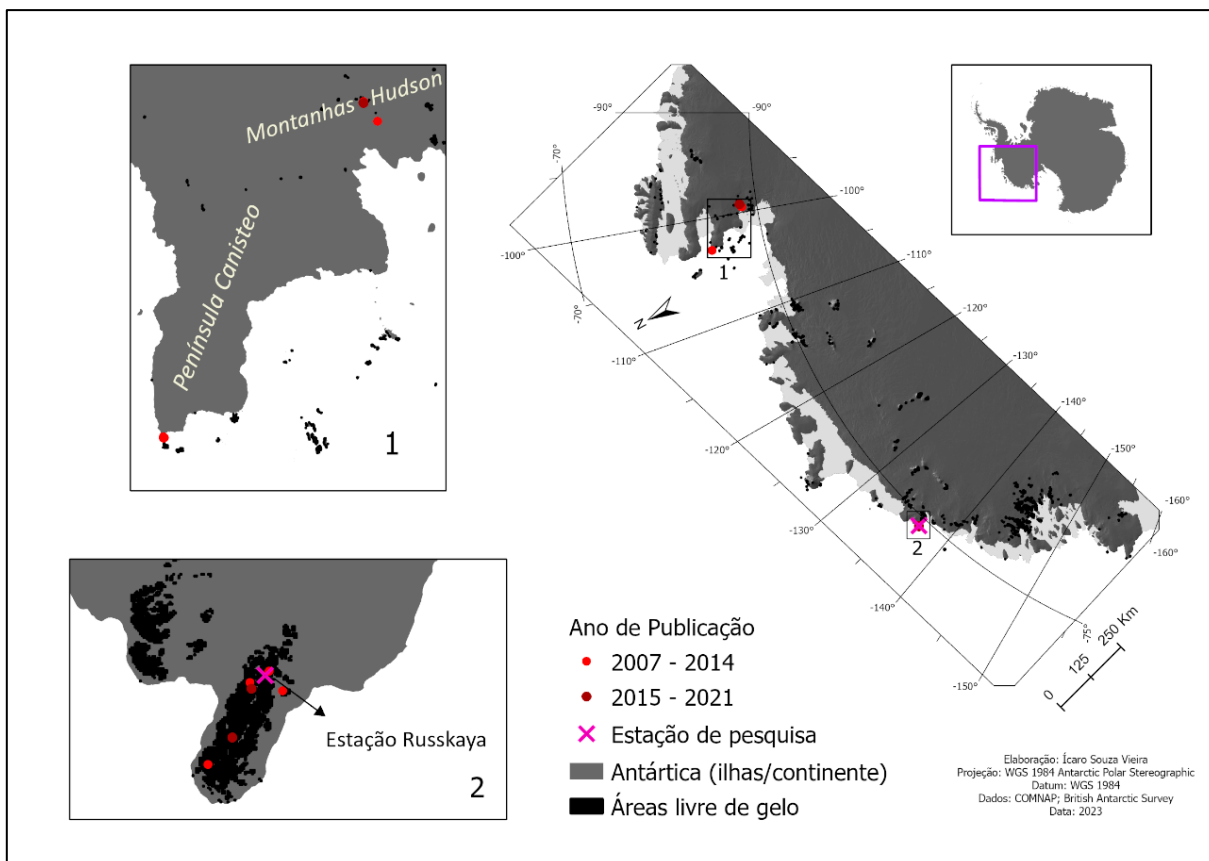 Montanhas Hudson
Península Canisteo
1
-90°
-90°
-70°
-100°
-100°
1
-70°
N
-110°
-110°
-120°
-130°
-120°
-140°
-150°
-130°
-160°
2
-160°
-140°
-75°
-150°
0 125 250 Km
Estação Russkaya
2
Ano de Publicação
2007 - 2014
2015 - 2021
Estação de pesquisa
Antártica (ilhas/continente)
Áreas livre de gelo
Elaboração: Ícaro Souza Vieira
Projeção: WGS 1984 Antarctic Polar Stereographic
Datum: WGS 1984
Dados: COMNAP; British Antarctic Survey
Data: 2023